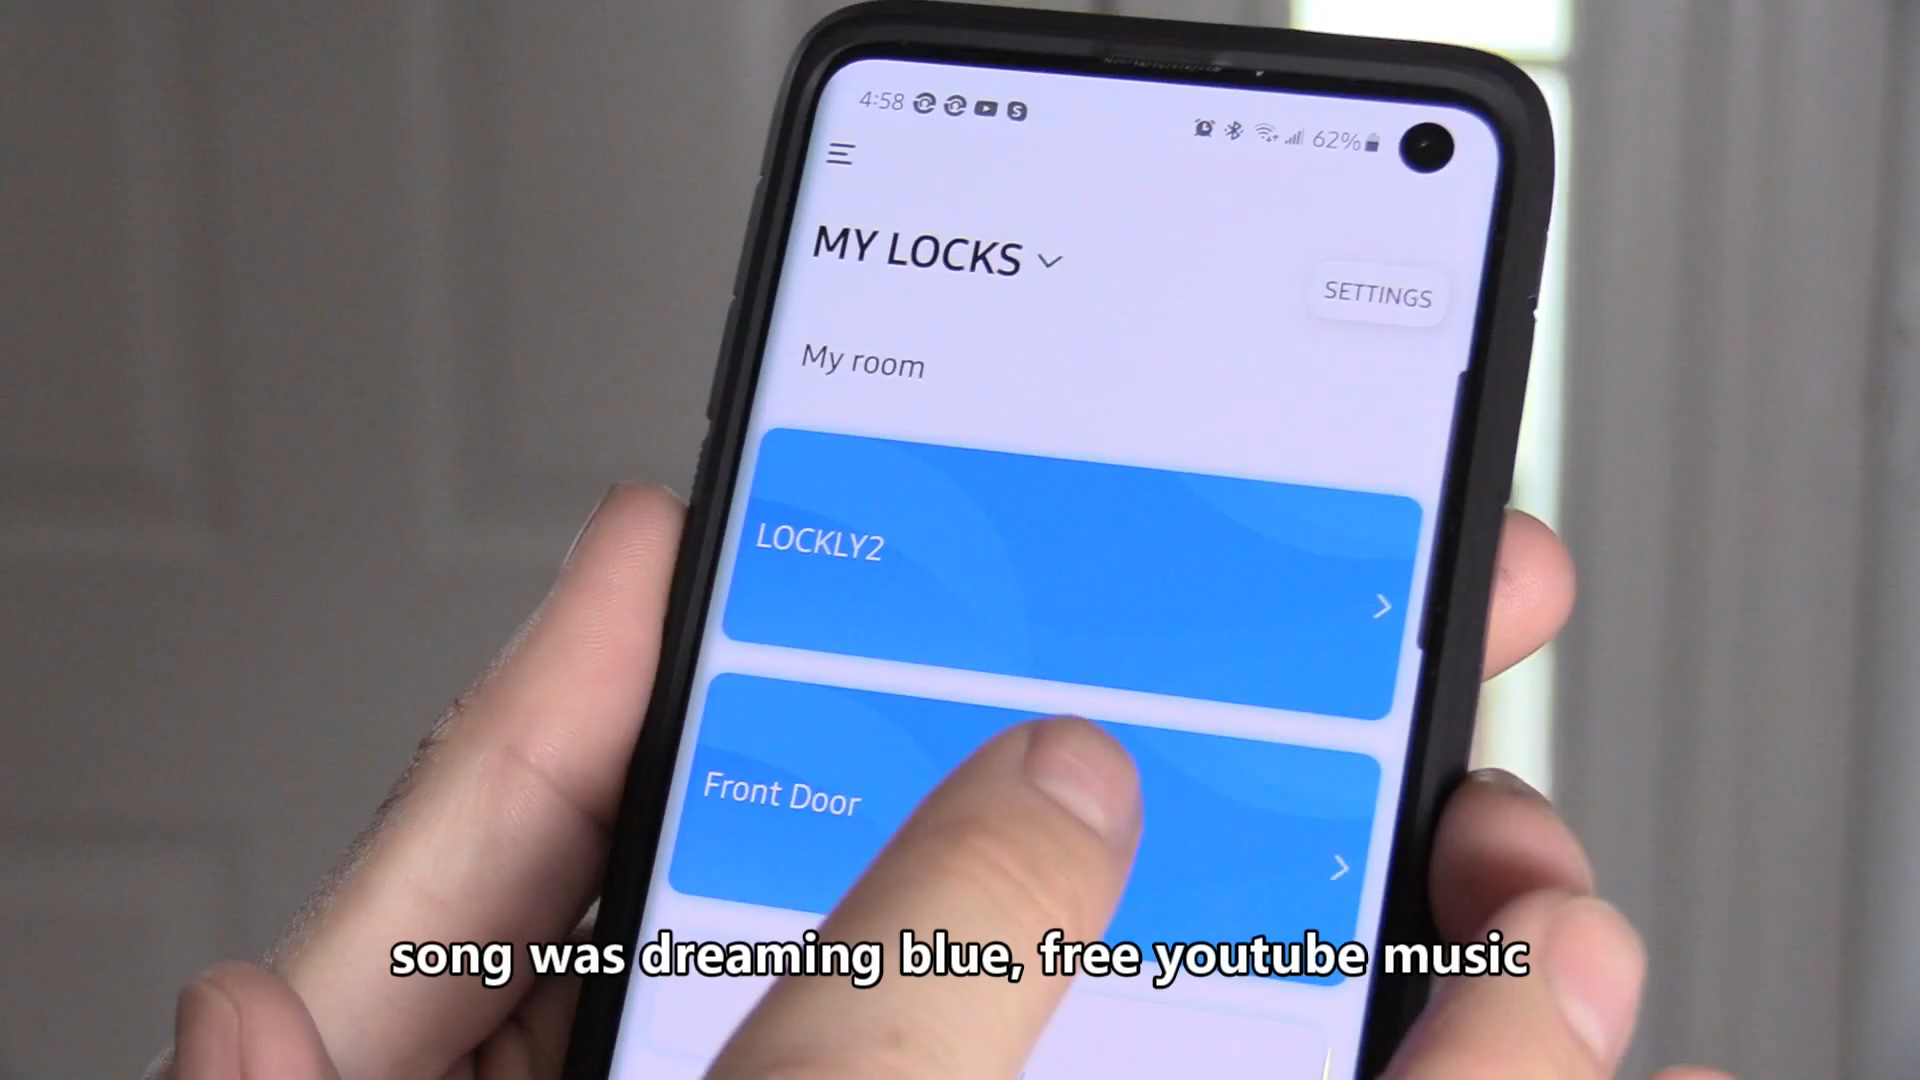 4:58
62%
MY LOCKS
SETTINGS
My room
LOCKLY2
Front Door
song was dreaming blue, free youtube music